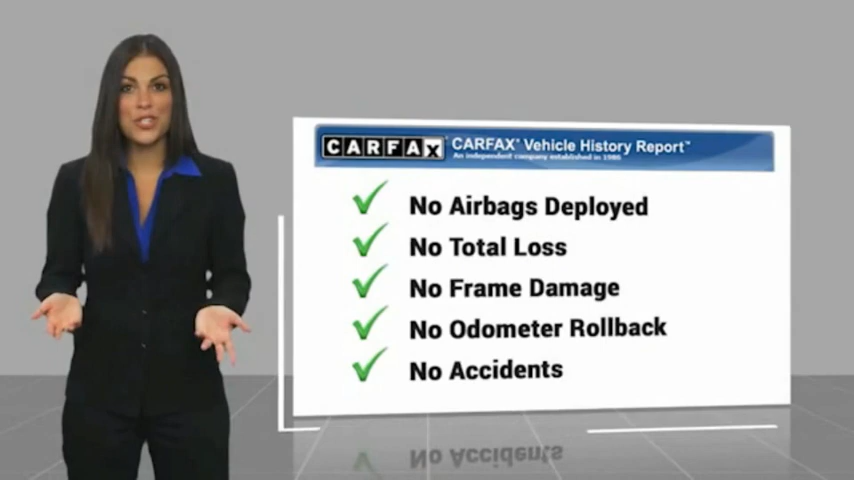 CARFAX CARFAX® Vehicle History Report™
An independent company established in 1986
No Airbags Deployed
No Total Loss
No Frame Damage
No Odometer Rollback
No Accidents
No Accidents